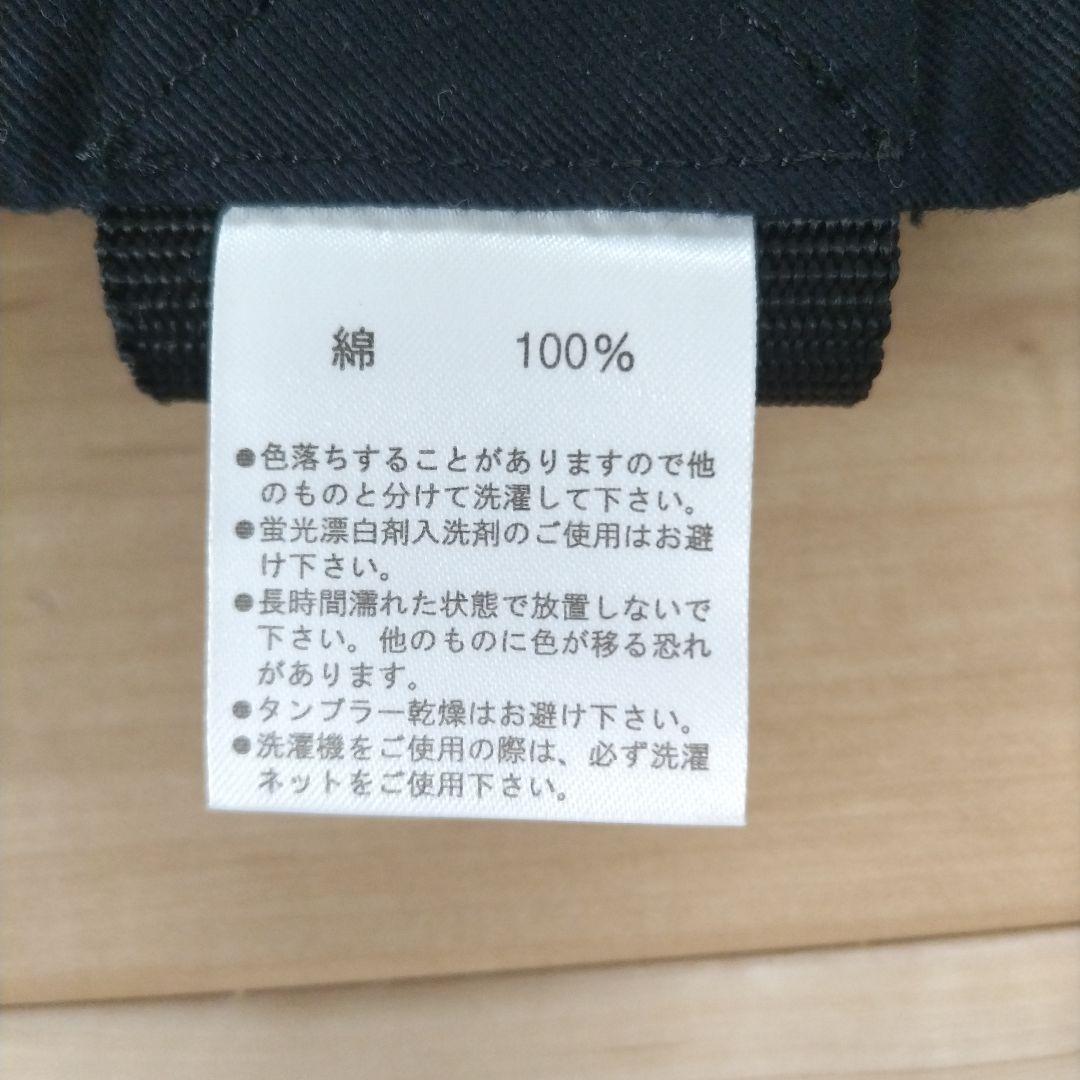 綿 100%
●色落ちすることがありますので他
のものと分けて洗濯して下さい。
●蛍光漂白剤入洗剤のご使用はお避
け下さい。
●長時間濡れた状態で放置しないで
下さい。他のものに色が移る恐れ
があります。
●タンブラー乾燥はお避け下さい。
●洗濯機をご使用の際は、必ず洗濯
ネットをご使用下さい。